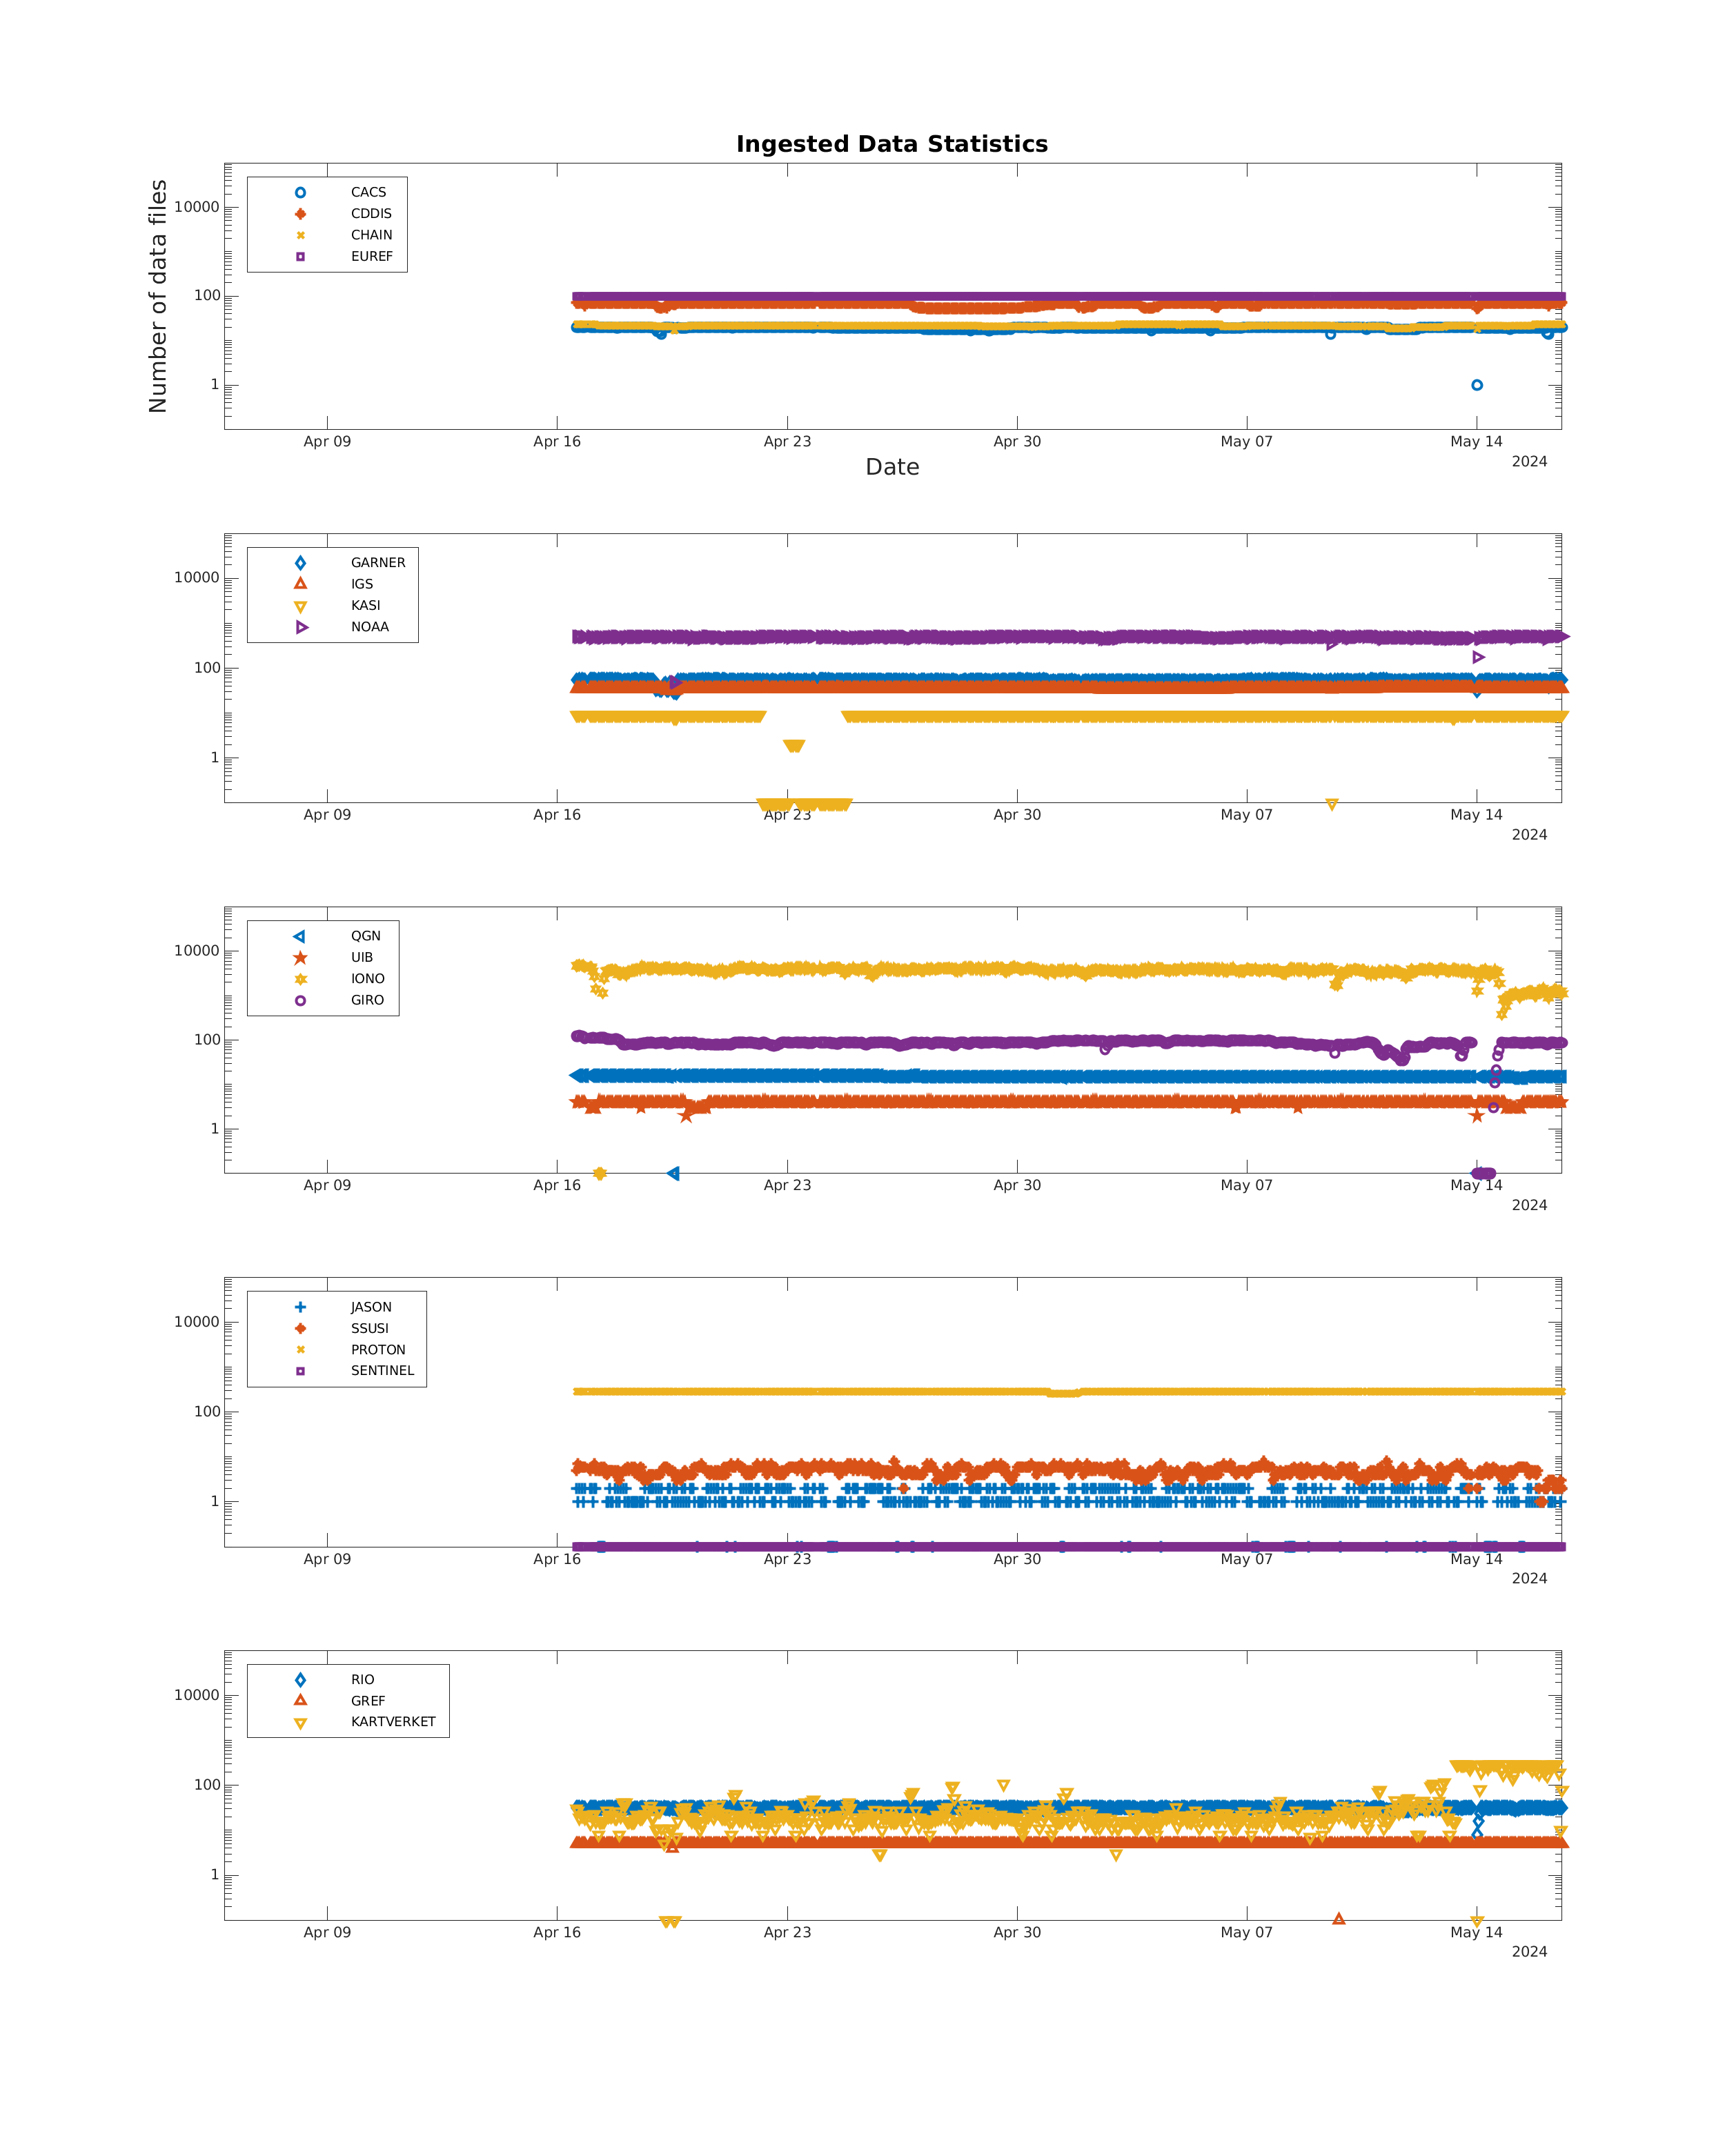 Ingested Data Statistics
Number of data files
CACS
CDDIS
CHAIN
EUREF
10000
100
1
Apr 09 Apr 16 Apr 23 Apr 30 May 07 May 14
2024
Date
GARNER
IGS
KASI
NOAA
10000
100
1
Apr 09 Apr 16 Apr 23 Apr 30 May 07 May 14
2024
QGN
UIB
IONO
GIRO
10000
100
1
Apr 09 Apr 16 Apr 23 Apr 30 May 07 May 14
2024
JASON
SSUSI
PROTON
SENTINEL
10000
100
1
Apr 09 Apr 16 Apr 23 Apr 30 May 07 May 14
2024
RIO
GREF
KARTVERKET
10000
100
1
Apr 09 Apr 16 Apr 23 Apr 30 May 07 May 14
2024